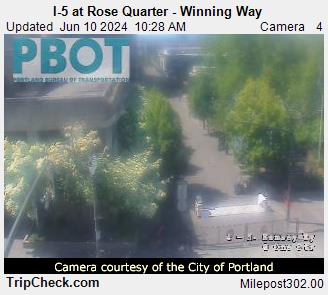 I-5 at Rose Quarter - Winning Way
Updated Jun 10 2024 10:28 AM Camera 4
PBOT
PORTLAND BUREAU OF TRANSPORTATION
Camera courtesy of the City of Portland
TripCheck.com Milepost302.00